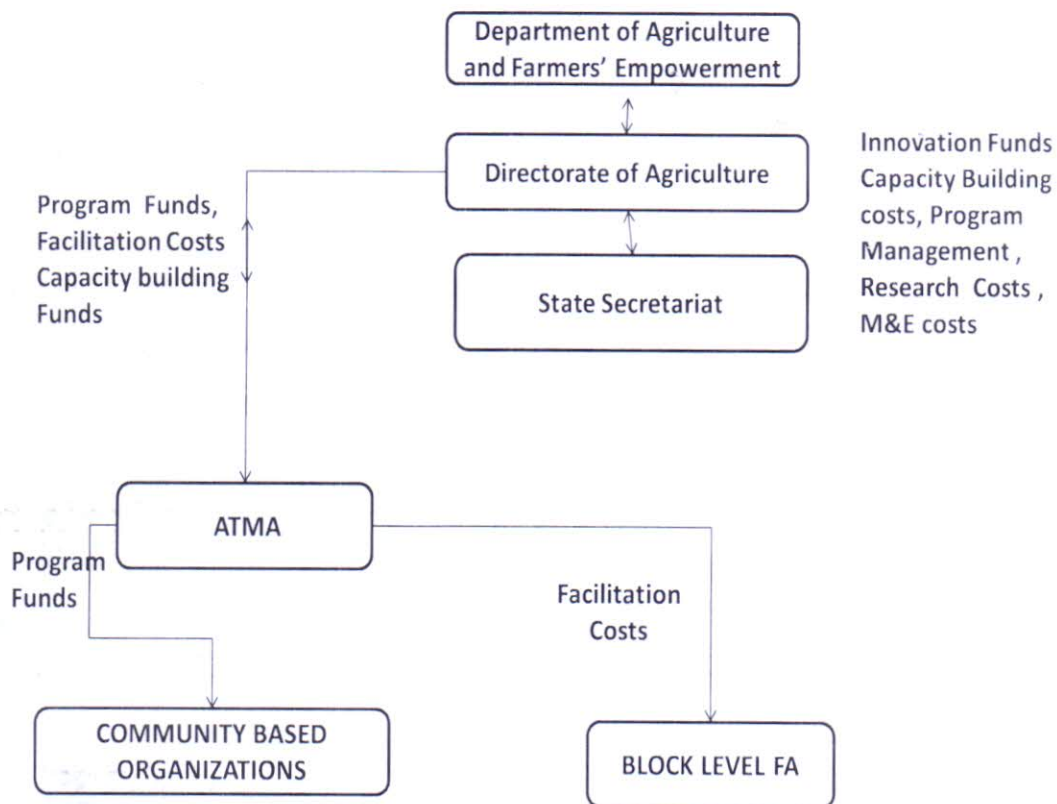 Department of Agriculture
and Farmers' Empowerment
Directorate of Agriculture
Innovation Funds
Capacity Building
costs, Program
Management ,
Research Costs ,
M&E costs
Program Funds,
Facilitation Costs
Capacity building
Funds
State Secretariat
ATMA
Program
Funds
Facilitation
Costs
COMMUNITY BASED
ORGANIZATIONS
BLOCK LEVEL FA